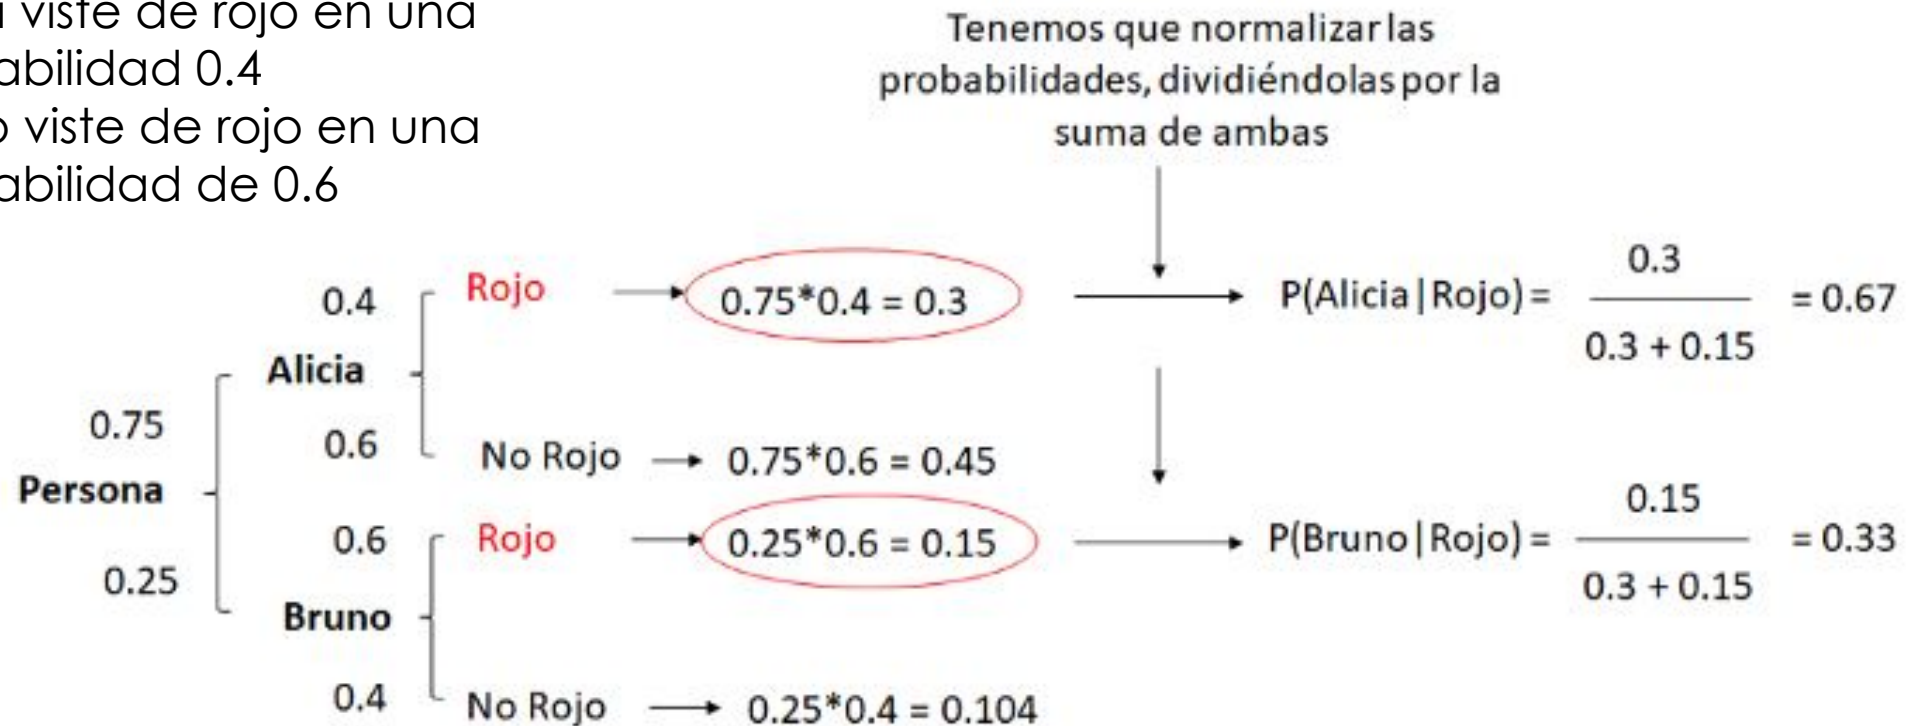 viste de rojo en una
abilidad 0.4
viste de rojo en una
abilidad de 0.6
Tenemos que normalizar las
probabilidades, dividiéndolas por la
suma de ambas
0.4 Rojo 0.75*0.4 = 0.3 P(Alicia|Rojo) = 0.3 / 0.3 + 0.15 = 0.67
Alicia
0.75
0.6 No Rojo 0.75*0.6 = 0.45
Persona
0.6 Rojo 0.25*0.6 = 0.15 P(Bruno|Rojo) = 0.15 / 0.3 + 0.15 = 0.33
0.25
Bruno
0.4 No Rojo 0.25*0.4 = 0.104